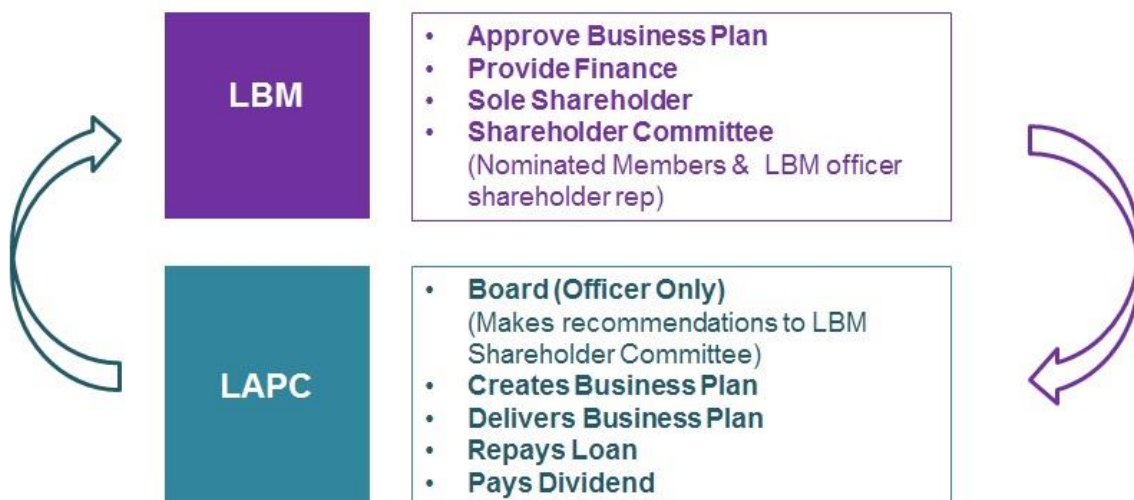 LBM
• Approve Business Plan
• Provide Finance
• Sole Shareholder
• Shareholder Committee
(Nominated Members & LBM officer
shareholder rep)
LAPC
• Board (Officer Only)
(Makes recommendations to LBM
Shareholder Committee)
• Creates Business Plan
• Delivers Business Plan
• Repays Loan
• Pays Dividend